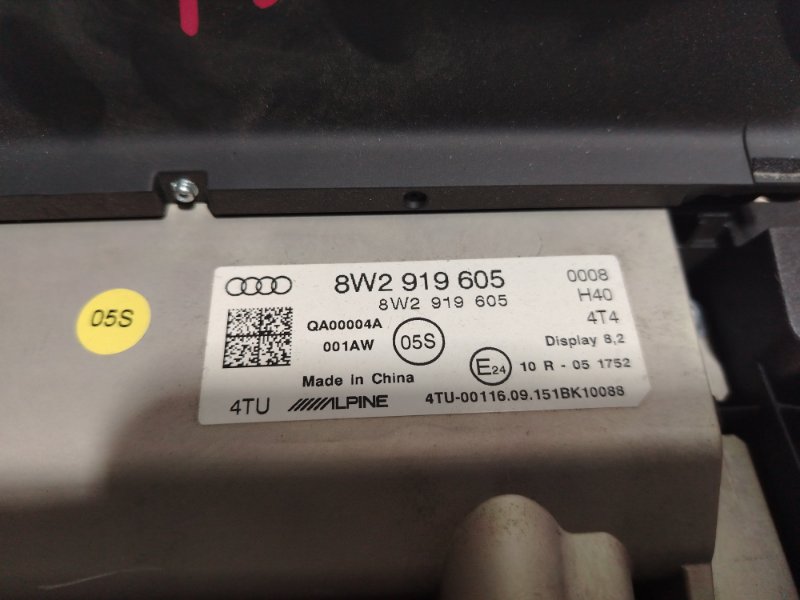 05S
8W2 919 605
8W2 919 605
0008
H40
4T4
QA00004A
001AW
05S
Display 8,2
E24
10 R - 05 1752
Made in China
4TU
ALPINE
4TU-00116.09.151BK10088